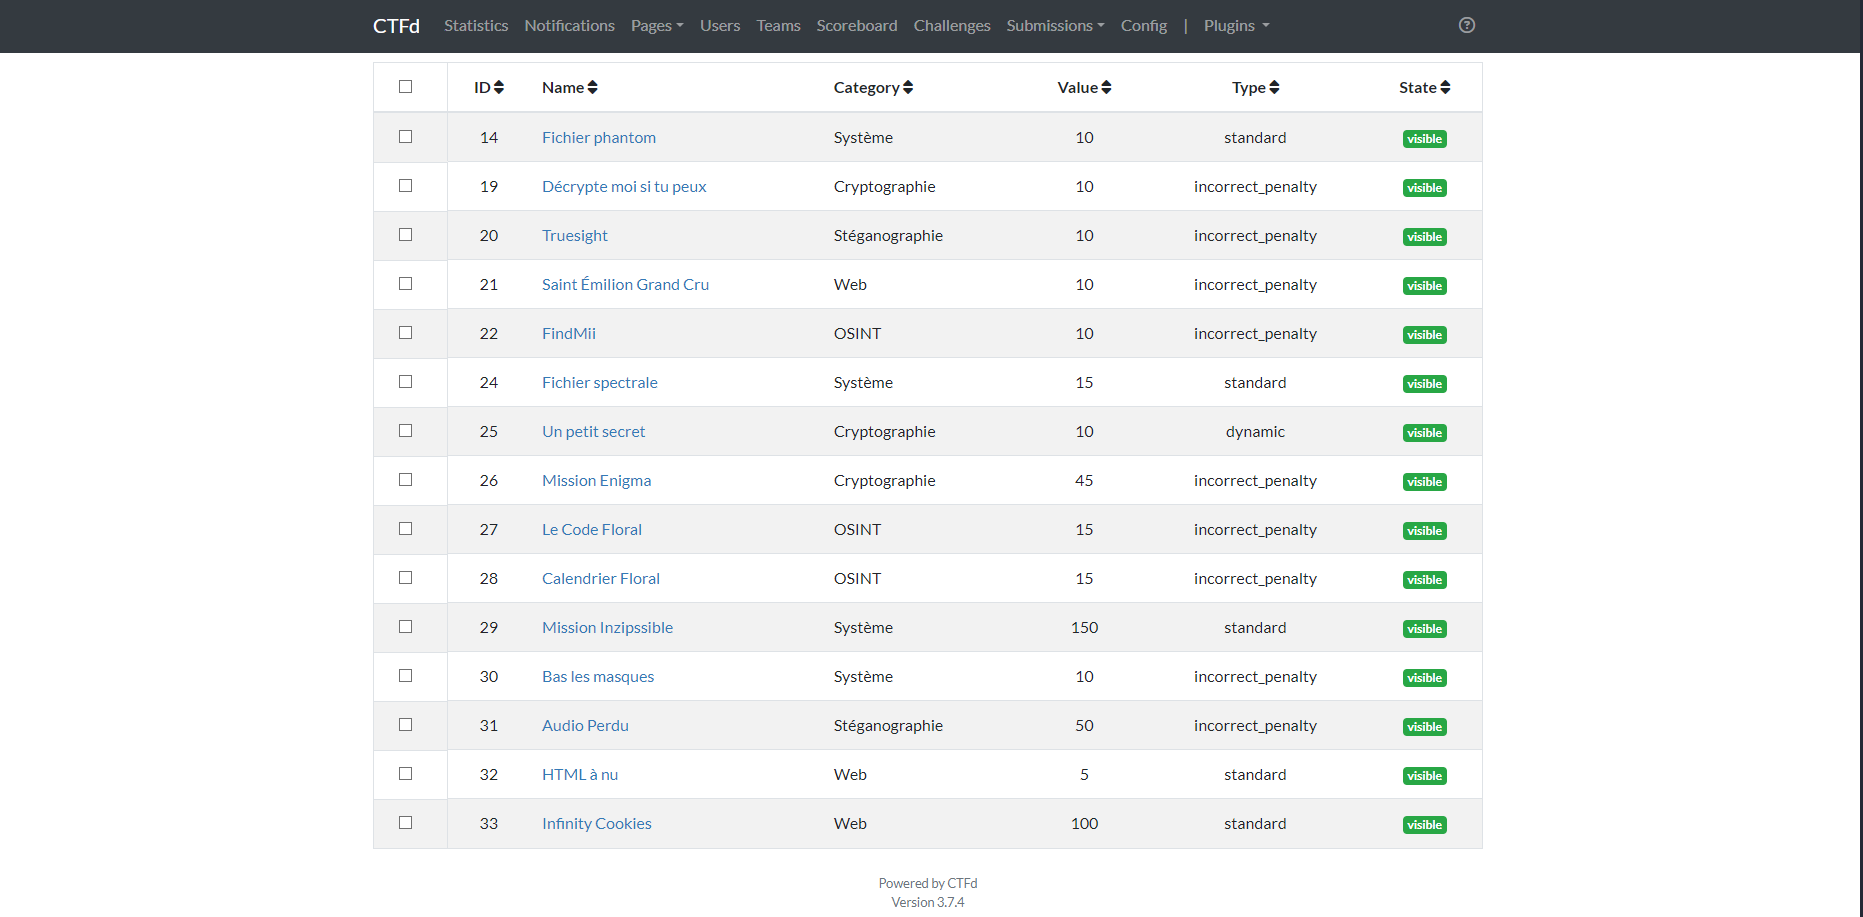 CTFd Statistics Notifications Pages Users Teams Scoreboard Challenges Submissions Config | Plugins
ID Name Category Value Type State
14 Fichier phantom Système 10 standard visible
19 Décrypte moi si tu peux Cryptographie 10 incorrect_penalty visible
20 Truesight Stéganographie 10 incorrect_penalty visible
21 Saint Émilion Grand Cru Web 10 incorrect_penalty visible
22 FindMii OSINT 10 incorrect_penalty visible
24 Fichier spectrale Système 15 standard visible
25 Un petit secret Cryptographie 10 dynamic visible
26 Mission Enigma Cryptographie 45 incorrect_penalty visible
27 Le Code Floral OSINT 15 incorrect_penalty visible
28 Calendrier Floral OSINT 15 incorrect_penalty visible
29 Mission Inzipssible Système 150 standard visible
30 Bas les masques Système 10 incorrect_penalty visible
31 Audio Perdu Stéganographie 50 incorrect_penalty visible
32 HTML à nu Web 5 standard visible
33 Infinity Cookies Web 100 standard visible
Powered by CTFd
Version 3.7.4